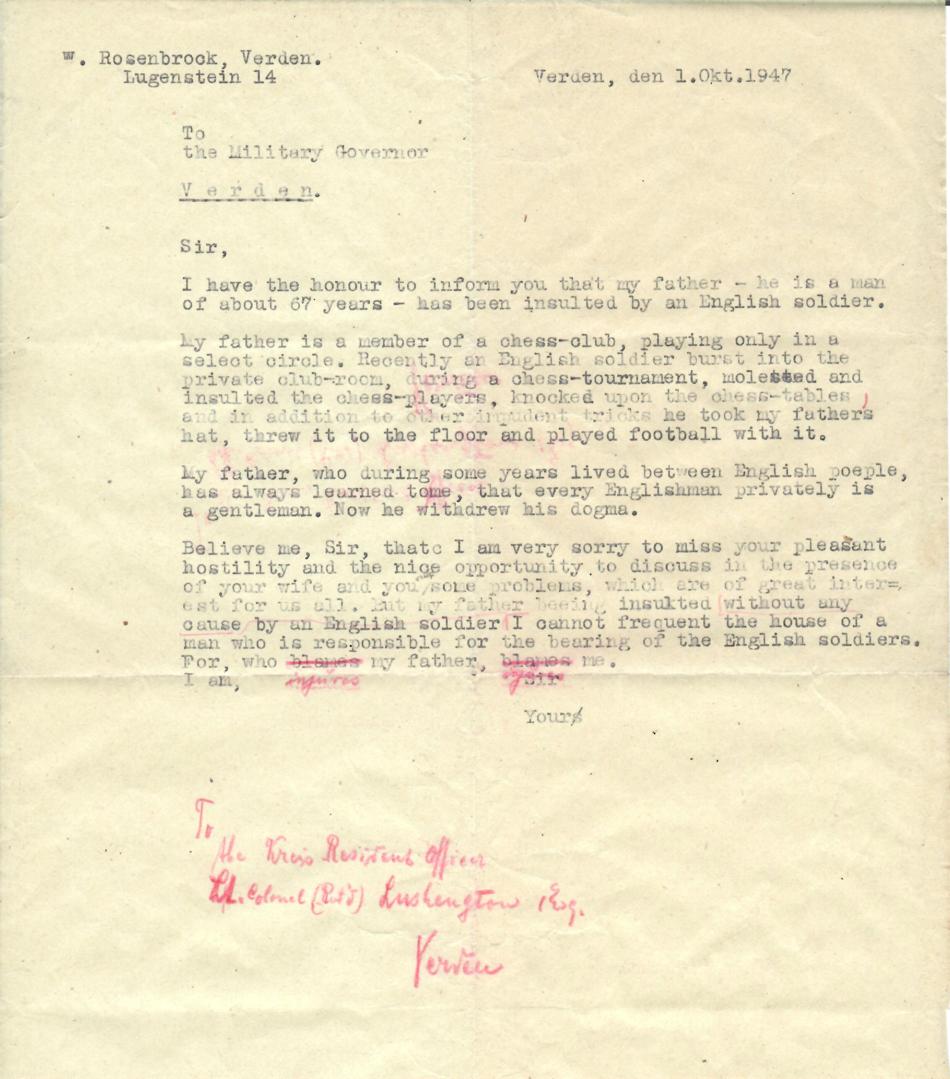 W. Rosenbrock, Verden.
Lugenstein 14
Verden, den 1.Okt.1947
To
the Military Governor
V e r d e n.
Sir,
I have the honour to inform you that my father - he is a man
of about 67 years - has been insulted by an English soldier.
My father is a member of a chess-club, playing only in a
select circle. Recently an English soldier burst into the
private club-room, during a chess-tournament, molested and
insulted the chess-players, knocked upon the chess-tables,
and in addition to other impudent tricks he took my fathers
hat, threw it to the floor and played football with it.
My father, who during some years lived between English poeple,
has always learned tome, that every Englishman privately is
a gentleman. Now he withdrew his dogma.
Believe me, Sir, thatc I am very sorry to miss your pleasant
hostility and the nice opportunity to discuss in the presence
of your wife and you some problems, which are of great inter=
est for us all. But my father beeing insukted without any
cause by an English soldier I cannot frequent the house of a
man who is responsible for the bearing of the English soldiers.
For, who blames my father, blames me.
injures injures
I am, Sir
Yours
To
the Kreis Resident Officer
Lt. Colonel (Ret'd) Lushengton Esq.
Verden